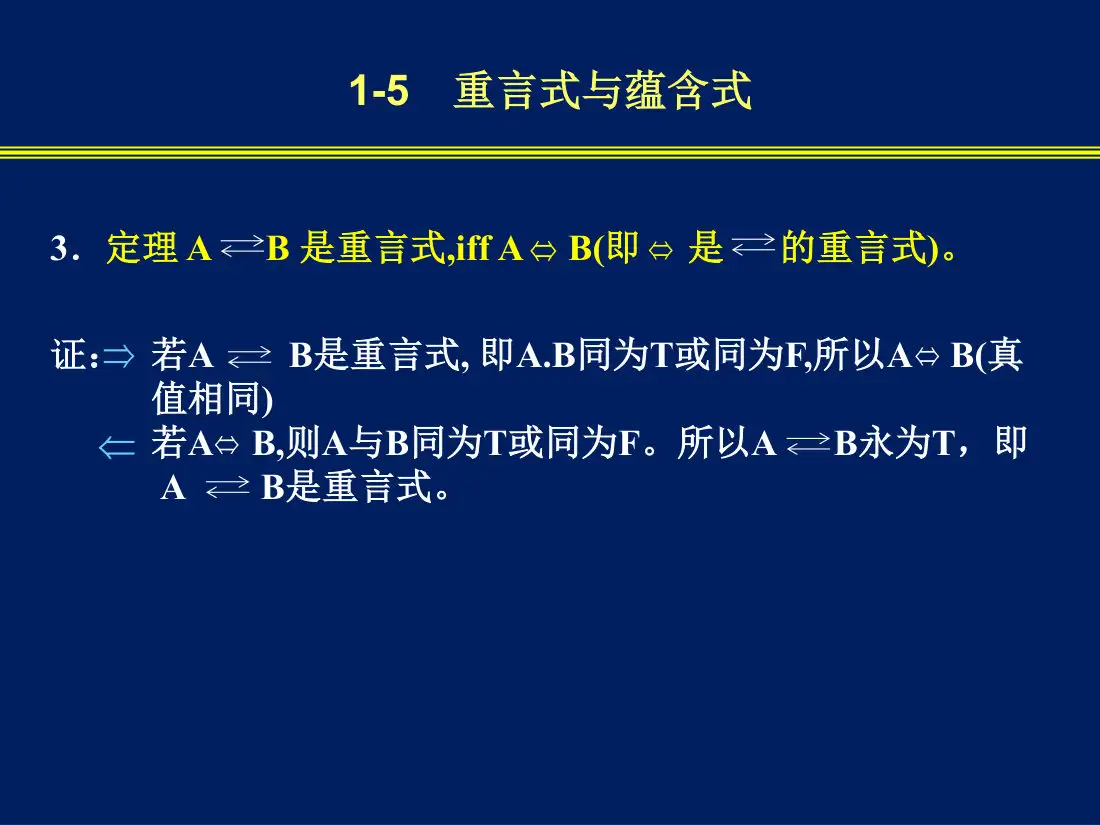 1-5 重言式与蕴含式
3. 定理 A ⇌ B 是重言式,iff A ⇔ B(即 ⇔ 是 ⇌ 的重言式)。
证:⇒ 若A ⇌ B是重言式, 即A.B同为T或同为F,所以A⇔ B(真
值相同)
⇐ 若A⇔ B,则A与B同为T或同为F。所以A ⇌B永为T，即
A ⇌ B是重言式。